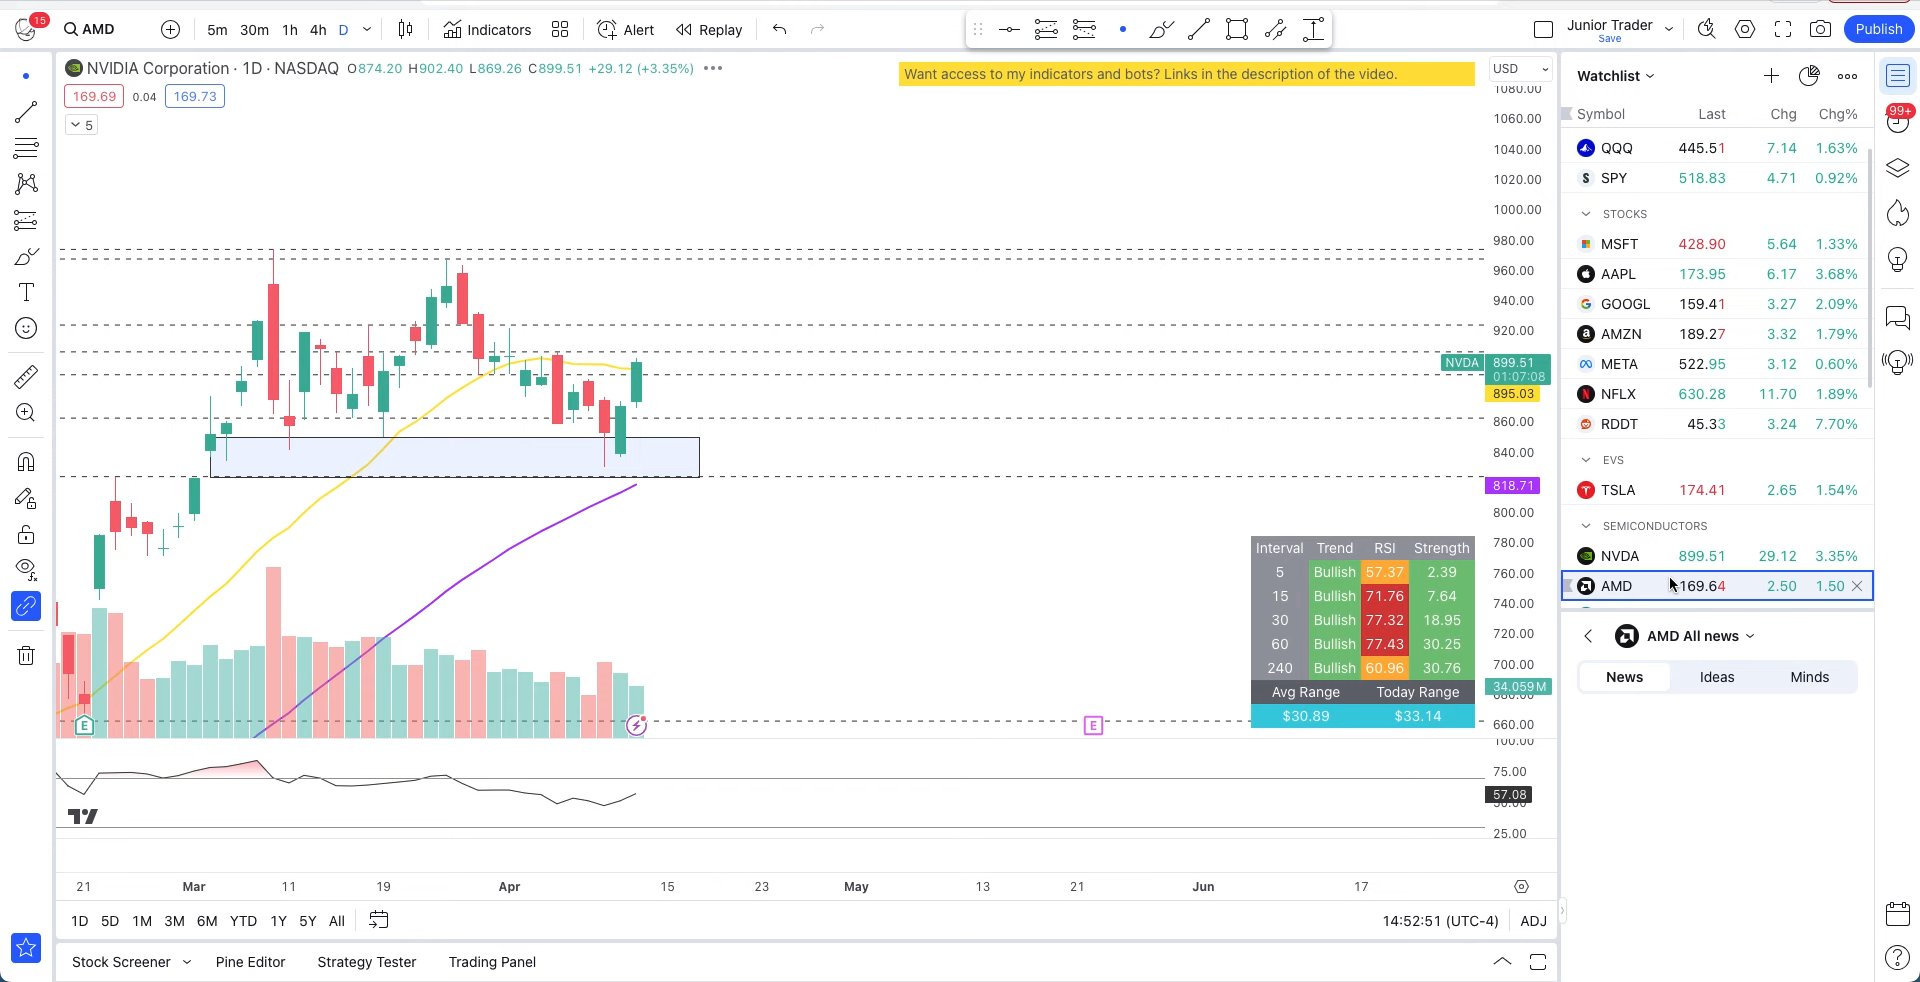 15
AMD
5m 30m 1h 4h D
Indicators
Alert
Replay
Junior Trader
Save
Publish
NVIDIA Corporation · 1D · NASDAQ O874.20 H902.40 L869.26 C899.51 +29.12 (+3.35%)
169.69 0.04 169.73
5
Want access to my indicators and bots? Links in the description of the video.
USD
1080.00
1060.00
1040.00
1020.00
1000.00
980.00
960.00
940.00
920.00
NVDA 899.51
01:07:08
895.03
860.00
840.00
818.71
800.00
780.00
760.00
740.00
720.00
700.00
34.059M
680.00
660.00
100.00
75.00
57.08
50.00
25.00
Interval Trend RSI Strength
5 Bullish 57.37 2.39
15 Bullish 71.76 7.64
30 Bullish 77.32 18.95
60 Bullish 77.43 30.25
240 Bullish 60.96 30.76
Avg Range Today Range
$30.89 $33.14
E
E
21 Mar 11 19 Apr 15 23 May 13 21 Jun 17
1D 5D 1M 3M 6M YTD 1Y 5Y All
14:52:51 (UTC-4) ADJ
Stock Screener Pine Editor Strategy Tester Trading Panel
Watchlist
Symbol Last Chg Chg%
QQQ 445.51 7.14 1.63%
SPY 518.83 4.71 0.92%
STOCKS
MSFT 428.90 5.64 1.33%
AAPL 173.95 6.17 3.68%
GOOGL 159.41 3.27 2.09%
AMZN 189.27 3.32 1.79%
META 522.95 3.12 0.60%
NFLX 630.28 11.70 1.89%
RDDT 45.33 3.24 7.70%
EVS
TSLA 174.41 2.65 1.54%
SEMICONDUCTORS
NVDA 899.51 29.12 3.35%
AMD 169.64 2.50 1.50
AMD All news
News Ideas Minds
99+